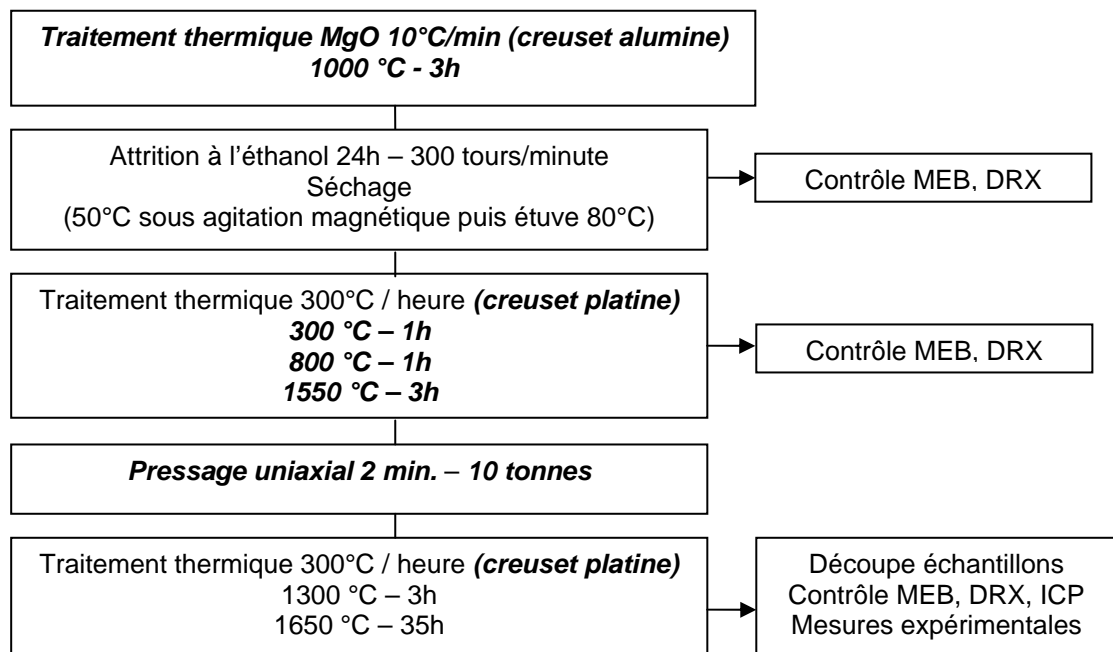 Traitement thermique MgO 10°C/min (creuset alumine)
1000 °C - 3h
Attrition à l'éthanol 24h – 300 tours/minute
Séchage
(50°C sous agitation magnétique puis étuve 80°C)
Contrôle MEB, DRX
Traitement thermique 300°C / heure (creuset platine)
300 °C – 1h
800 °C – 1h
1550 °C – 3h
Contrôle MEB, DRX
Pressage uniaxial 2 min. – 10 tonnes
Traitement thermique 300°C / heure (creuset platine)
1300 °C – 3h
1650 °C – 35h
Découpe échantillons
Contrôle MEB, DRX, ICP
Mesures expérimentales